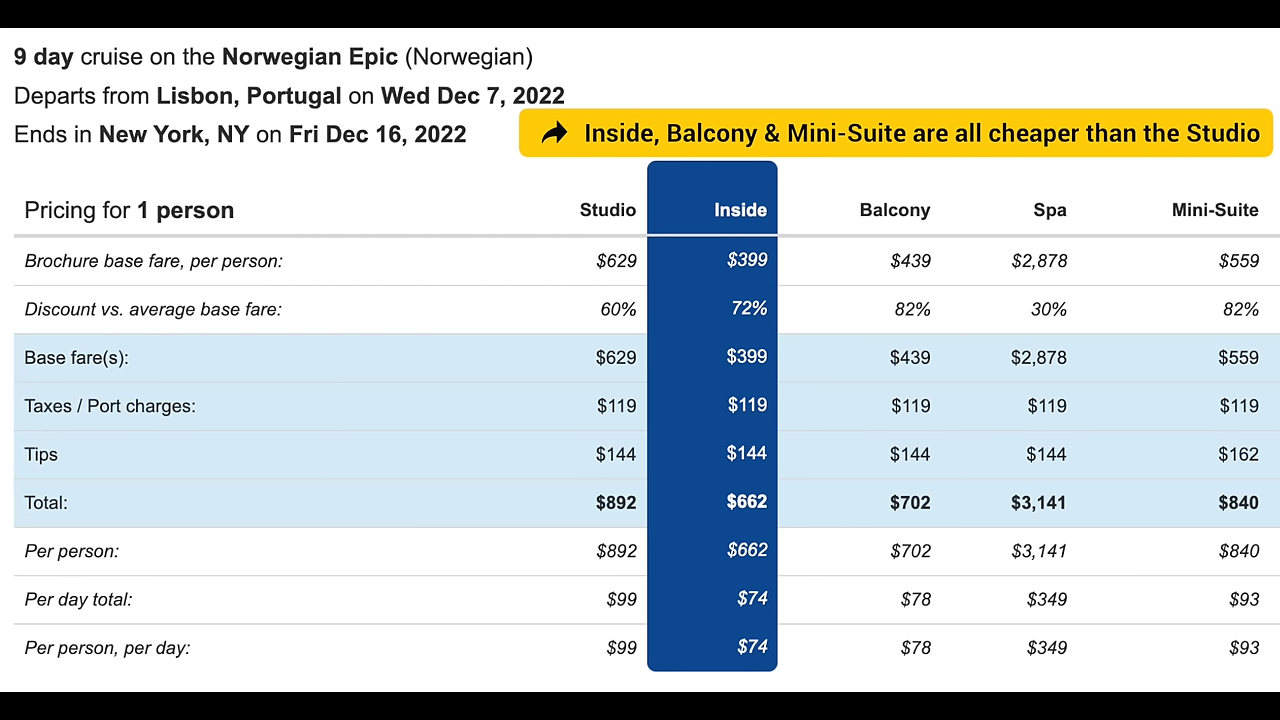 9 day cruise on the Norwegian Epic (Norwegian)
Departs from Lisbon, Portugal on Wed Dec 7, 2022
Ends in New York, NY on Fri Dec 16, 2022
Inside, Balcony & Mini-Suite are all cheaper than the Studio
Pricing for 1 person Studio Inside Balcony Spa Mini-Suite
Brochure base fare, per person: $629 $399 $439 $2,878 $559
Discount vs. average base fare: 60% 72% 82% 30% 82%
Base fare(s): $629 $399 $439 $2,878 $559
Taxes / Port charges: $119 $119 $119 $119 $119
Tips $144 $144 $144 $144 $162
Total: $892 $662 $702 $3,141 $840
Per person: $892 $662 $702 $3,141 $840
Per day total: $99 $74 $78 $349 $93
Per person, per day: $99 $74 $78 $349 $93